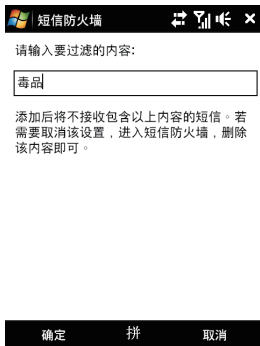 短信防火墙
请输入要过滤的内容:
毒品
添加后将不接收包含以上内容的短信。若
需要取消该设置，进入短信防火墙，删除
该内容即可。
确定 拼 取消